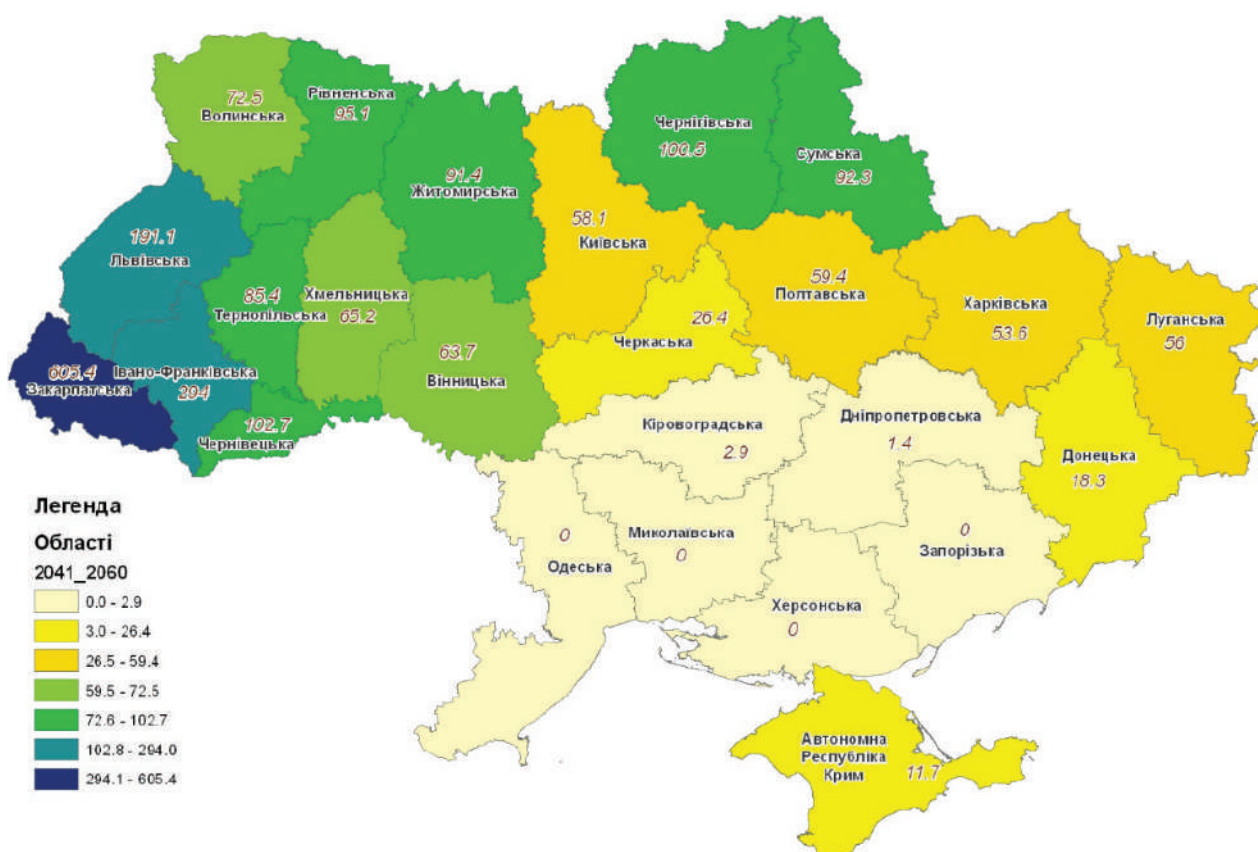 72.5
Волинська
Рівненська
95.1
Житомирська
91.4
Чернігівська
100.5
Сумська
92.3
191.1
Львівська
85.4
Тернопільська
Хмельницька
65.2
58.1
Київська
59.4
Полтавська
Харківська
53.6
Луганська
56
26.4
Черкаська
63.7
Вінницька
605.4
Закарпатська
Івано-Франківська
294
102.7
Чернівецька
Кіровоградська
2.9
Дніпропетровська
1.4
Донецька
18.3
0
Одеська
Миколаївська
0
0
Запорізька
Херсонська
0
Автономна
Республіка
Крим 11.7
Легенда
Області
2041_2060
0.0 - 2.9
3.0 - 26.4
26.5 - 59.4
59.5 - 72.5
72.6 - 102.7
102.8 - 294.0
294.1 - 605.4